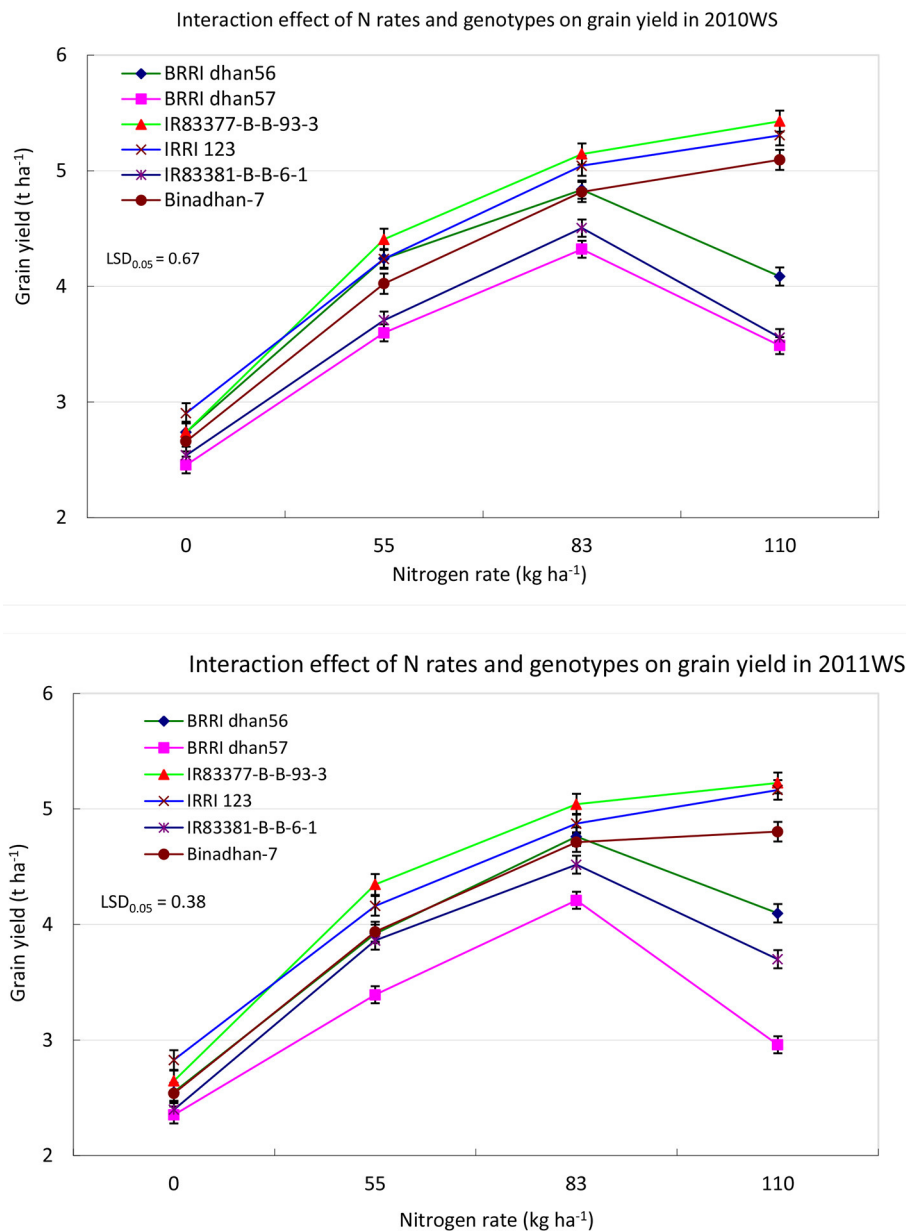 Interaction effect of N rates and genotypes on grain yield in 2010WS
6
BRRI dhan56
BRRI dhan57
IR83377-B-B-93-3
IRRI 123
IR83381-B-B-6-1
Binadhan-7
5
Grain yield (t ha⁻¹)
LSD₀.₀₅ = 0.67
4
3
2
0 55 83 110
Nitrogen rate (kg ha⁻¹)
Interaction effect of N rates and genotypes on grain yield in 2011WS
6
BRRI dhan56
BRRI dhan57
IR83377-B-B-93-3
IRRI 123
IR83381-B-B-6-1
Binadhan-7
5
Grain yield (t ha⁻¹)
LSD₀.₀₅ = 0.38
4
3
2
0 55 83 110
Nitrogen rate (kg ha⁻¹)